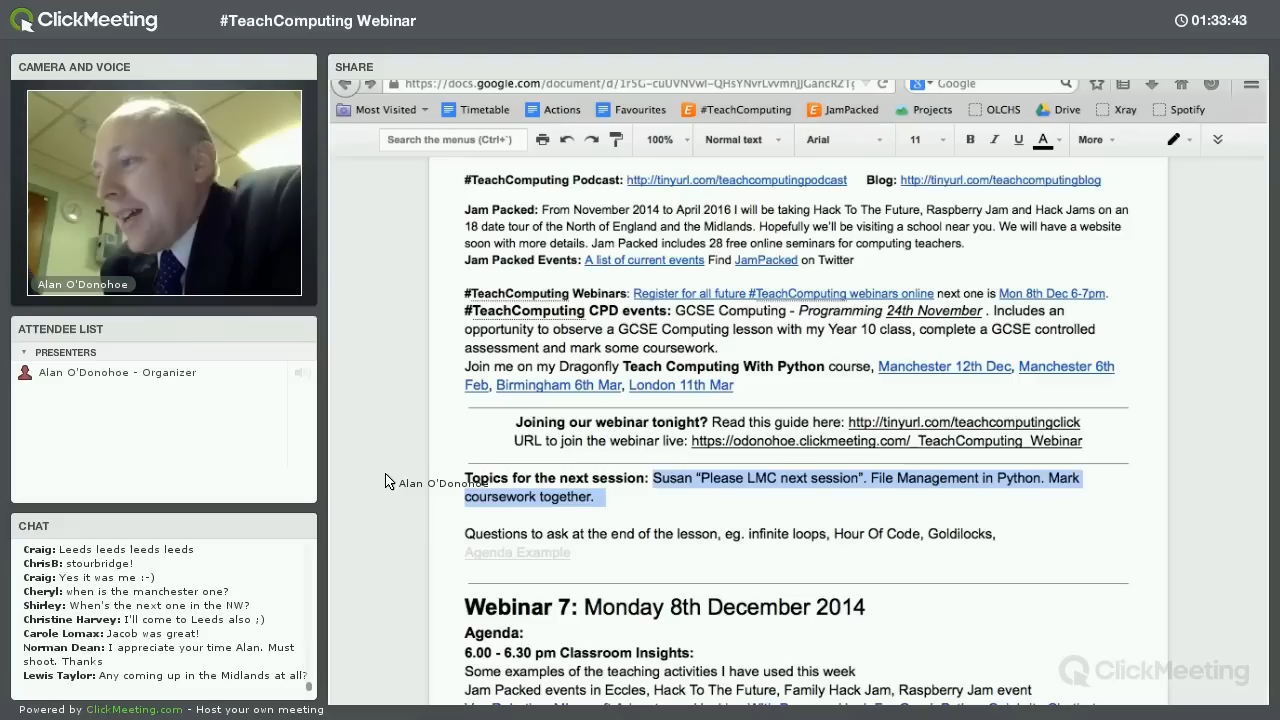 ClickMeeting
#TeachComputing Webinar
01:33:43
CAMERA AND VOICE
Alan O'Donohoe
ATTENDEE LIST
PRESENTERS
Alan O'Donohoe - Organizer
CHAT
Craig: Leeds leeds leeds leeds
ChrisB: stourbridge!
Craig: Yes it was me :-)
Cheryl: when is the manchester one?
Shirley: When's the next one in the NW?
Christine Harvey: I'll come to Leeds also ;)
Carole Lomax: Jacob was great!
Norman Dean: I appreciate your time Alan. Must
shoot. Thanks
Lewis Taylor: Any coming up in the Midlands at all?
Powered by ClickMeeting.com - Host your own meeting
SHARE
Google
Most Visited Timetable Actions Favourites #TeachComputing JamPacked Projects OLCHS Drive Xray Spotify
Search the menus (Ctrl+`) 100% Normal text Arial 11 B I U A More
#TeachComputing Podcast: http://tinyurl.com/teachcomputingpodcast Blog: http://tinyurl.com/teachcomputingblog
Jam Packed: From November 2014 to April 2016 I will be taking Hack To The Future, Raspberry Jam and Hack Jams on an
18 date tour of the North of England and the Midlands. Hopefully we'll be visiting a school near you. We will have a website
soon with more details. Jam Packed includes 28 free online seminars for computing teachers.
Jam Packed Events: A list of current events Find JamPacked on Twitter
#TeachComputing Webinars: Register for all future #TeachComputing webinars online next one is Mon 8th Dec 6-7pm.
#TeachComputing CPD events: GCSE Computing - Programming 24th November . Includes an
opportunity to observe a GCSE Computing lesson with my Year 10 class, complete a GCSE controlled
assessment and mark some coursework.
Join me on my Dragonfly Teach Computing With Python course, Manchester 12th Dec, Manchester 6th
Feb, Birmingham 6th Mar, London 11th Mar
Joining our webinar tonight? Read this guide here: http://tinyurl.com/teachcomputingclick
URL to join the webinar live: https://odonohoe.clickmeeting.com/_TeachComputing_Webinar
Topics for the next session: Susan “Please LMC next session”. File Management in Python. Mark
coursework together.
Alan O'Donohoe
Questions to ask at the end of the lesson, eg. infinite loops, Hour Of Code, Goldilocks,
Agenda Example
Webinar 7: Monday 8th December 2014
Agenda:
6.00 - 6.30 pm Classroom Insights:
Some examples of the teaching activities I have used this week
Jam Packed events in Eccles, Hack To The Future, Family Hack Jam, Raspberry Jam event
ClickMeeting